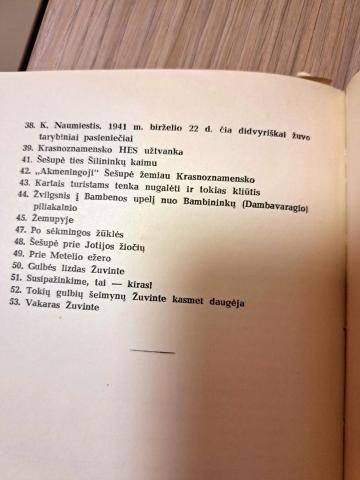 38. K. Naumiestis. 1941 m. birželio 22 d. čia didvyriškai žuvo
tarybiniai pasieniečiai
39. Krasnoznamensko HES užtvanka
41. Šešupė ties Šilininkų kaimu
42. „Akmeningoji" Šešupė žemiau Krasnoznamensko
43. Kartais turistams tenka nugalėti ir tokias kliūtis
44. Žvilgsnis į Bambenos upelį nuo Bambininkų (Dambavaragio)
piliakalnio
45. Žemupyje
47. Po sėkmingos žūklės
48. Šešupė prie Jotijos žiočių
49. Prie Metelio ežero
50. Gulbės lizdas Žuvinte
51. Susipažinkime, tai — kiras!
52. Tokių gulbių šeimynų Žuvinte kasmet daugėja
53. Vakaras Žuvinte